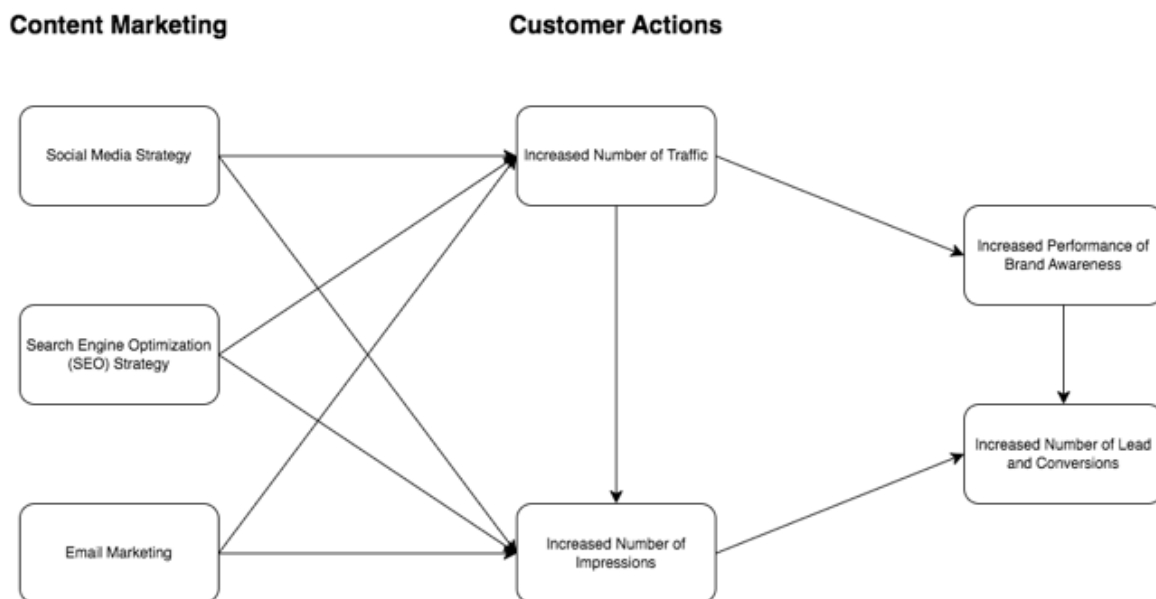 Content Marketing
Customer Actions
Social Media Strategy
Increased Number of Traffic
Increased Performance of
Brand Awareness
Search Engine Optimization
(SEO) Strategy
Increased Number of Lead
and Conversions
Email Marketing
Increased Number of
Impressions